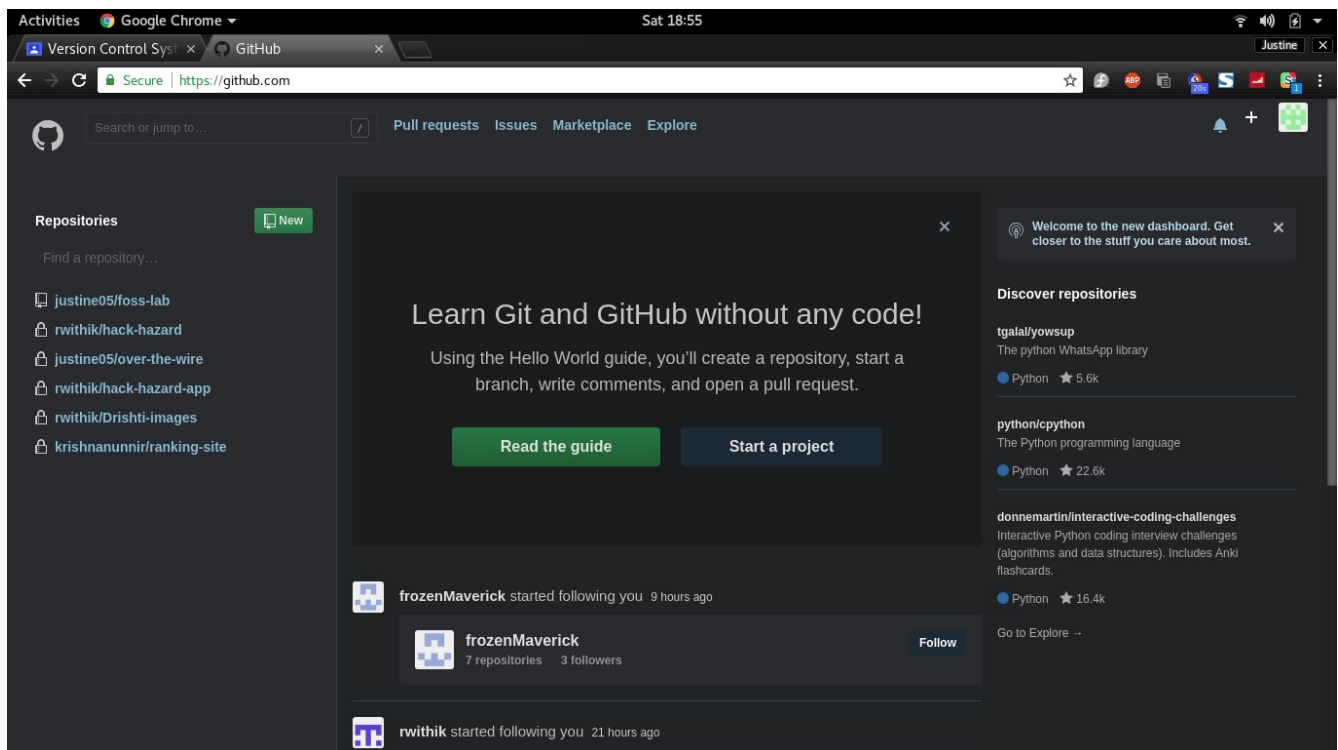 Activities Google Chrome Sat 18:55
Version Control Syst GitHub Justine
Secure https://github.com
20s 1
Search or jump to... / Pull requests Issues Marketplace Explore
Repositories New
Find a repository…
justine05/foss-lab
rwithik/hack-hazard
justine05/over-the-wire
rwithik/hack-hazard-app
rwithik/Drishti-images
krishnanunnir/ranking-site
Learn Git and GitHub without any code!
Using the Hello World guide, you’ll create a repository, start a
branch, write comments, and open a pull request.
Read the guide Start a project
frozenMaverick started following you 9 hours ago
frozenMaverick
7 repositories 3 followers
Follow
rwithik started following you 21 hours ago
Welcome to the new dashboard. Get
closer to the stuff you care about most.
Discover repositories
tgalal/yowsup
The python WhatsApp library
Python 5.6k
python/cpython
The Python programming language
Python 22.6k
donnemartin/interactive-coding-challenges
Interactive Python coding interview challenges
(algorithms and data structures). Includes Anki
flashcards.
Python 16.4k
Go to Explore →